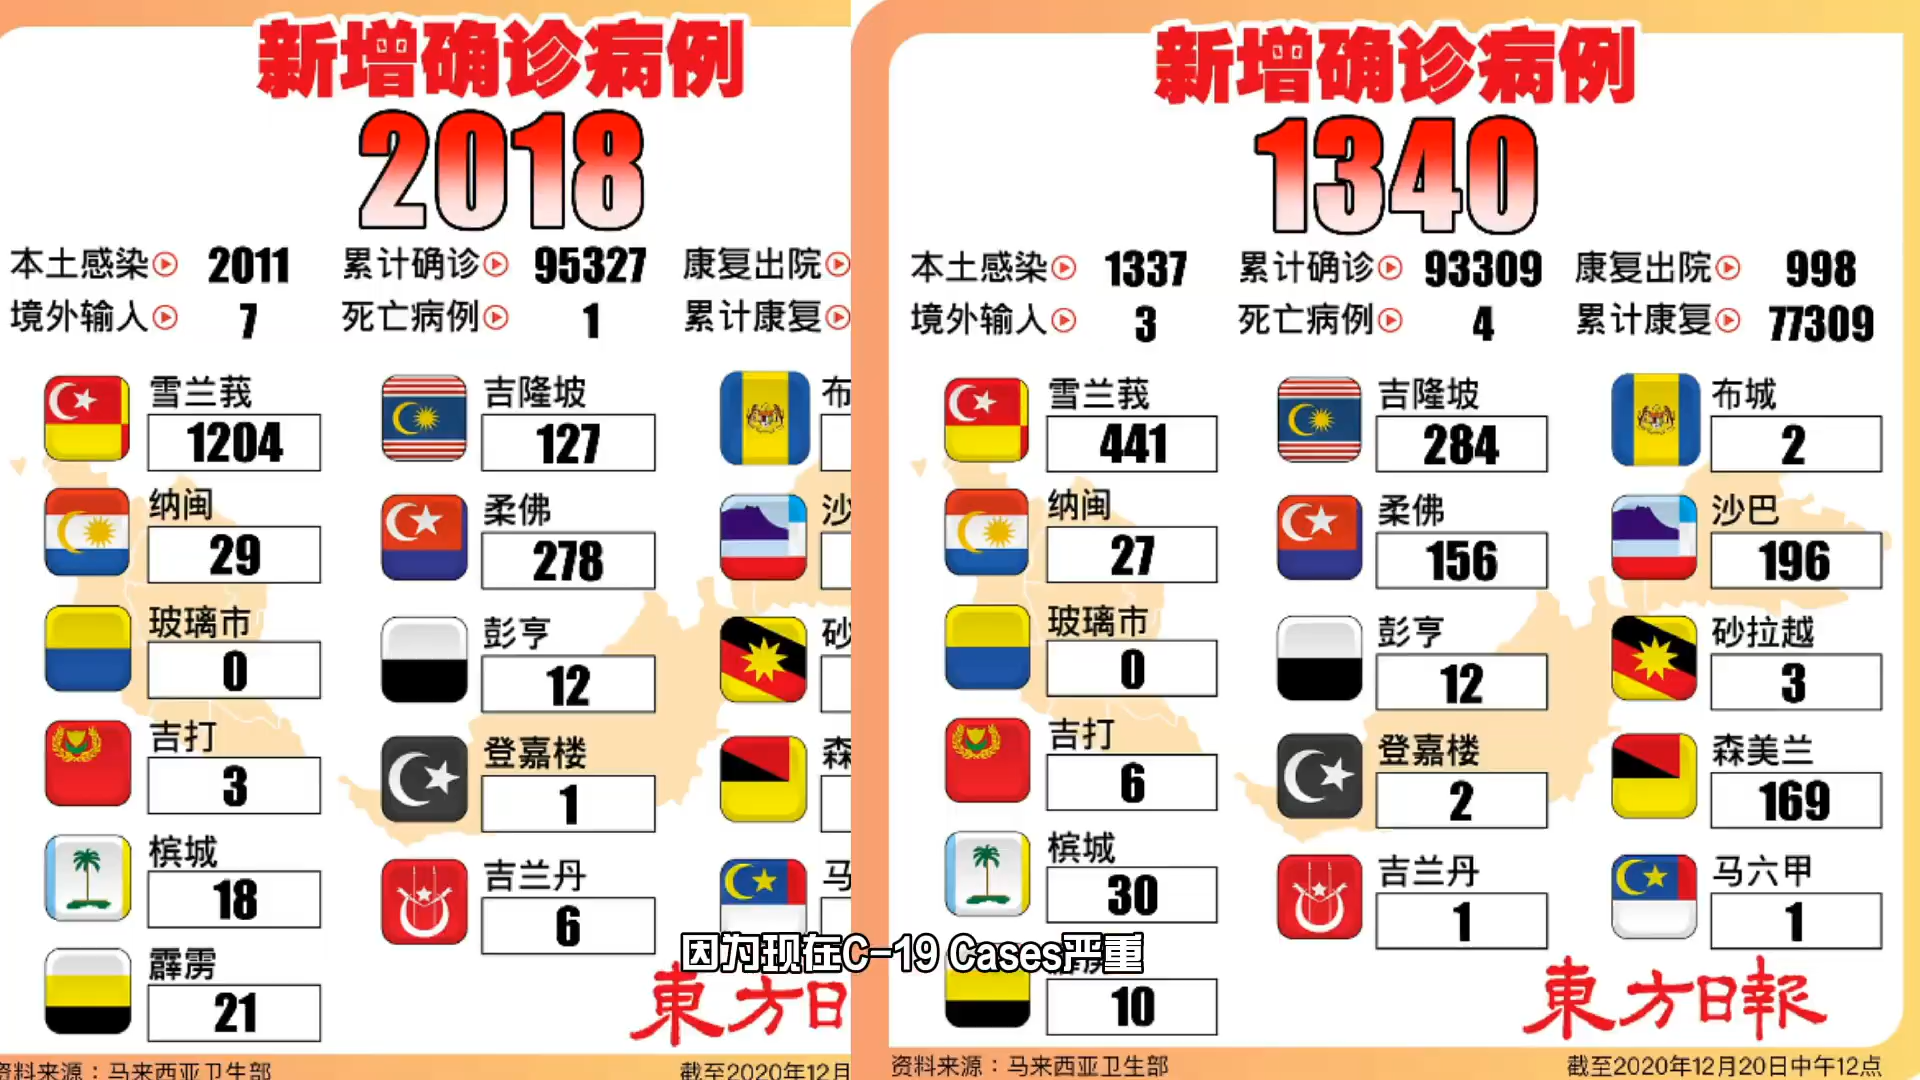 新增确诊病例
2018
本土感染 2011 累计确诊 95327 康复出院
境外输入 7 死亡病例 1 累计康复
雪兰莪 吉隆坡 布
1204 127
纳闽 柔佛 沙
29 278
玻璃市 彭亨 砂
0 12
吉打 登嘉楼 森
3 1
槟城 吉兰丹 马
18 6
霹雳
21
東方日
资料来源：马来西亚卫生部 截至2020年12月
新增确诊病例
1340
本土感染 1337 累计确诊 93309 康复出院 998
境外输入 3 死亡病例 4 累计康复 77309
雪兰莪 吉隆坡 布城
441 284 2
纳闽 柔佛 沙巴
27 156 196
玻璃市 彭亨 砂拉越
0 12 3
吉打 登嘉楼 森美兰
6 2 169
槟城 吉兰丹 马六甲
30 1 1
10
東方日報
资料来源：马来西亚卫生部 截至2020年12月20日中午12点
因为现在C-19 Cases严重